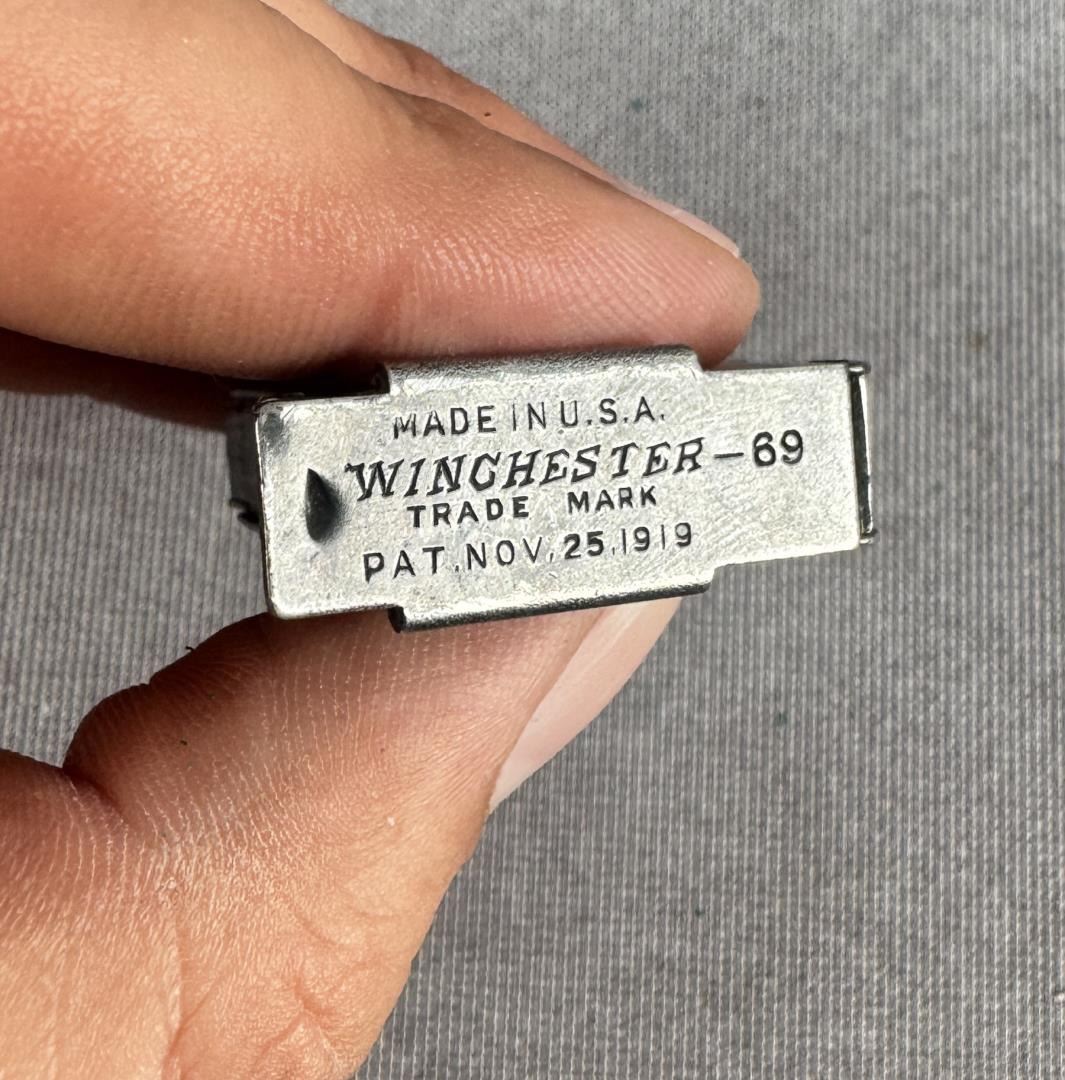 MADE IN U.S.A.
WINCHESTER-69
TRADE MARK
PAT. NOV. 25, 1919